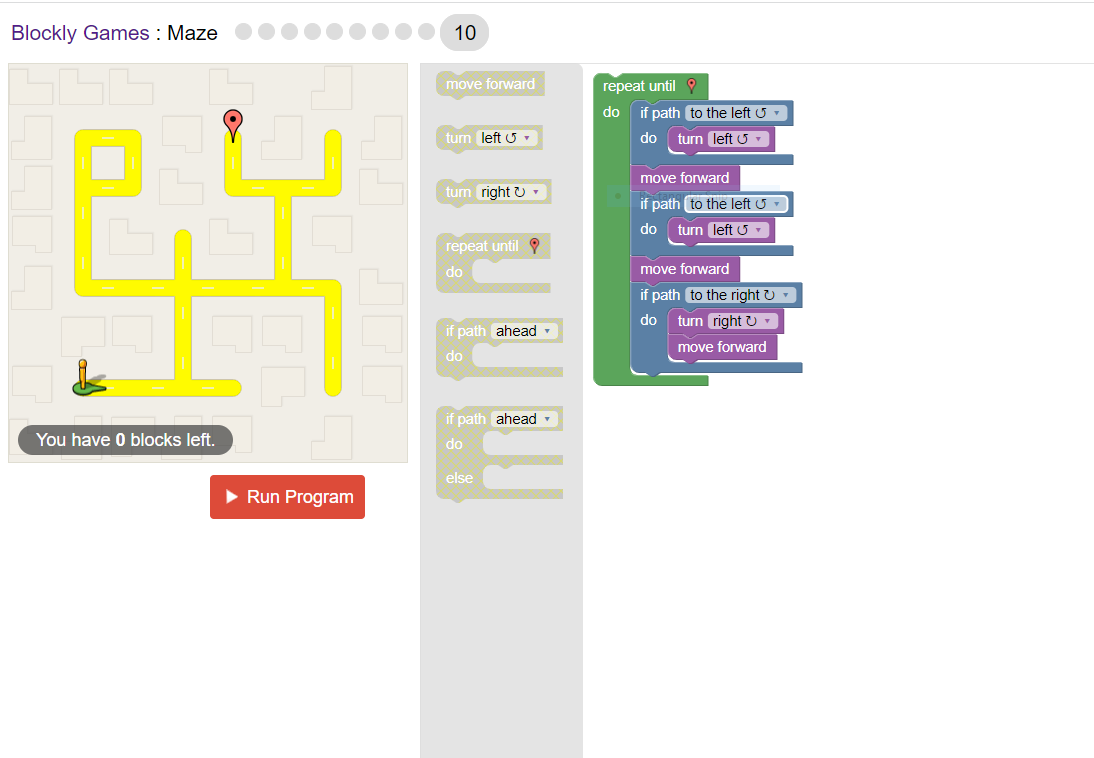 Blockly Games : Maze 10
You have 0 blocks left.
Run Program
move forward
turn left ↺ ▾
turn right ↻ ▾
repeat until
do
if path ahead ▾
do
if path ahead ▾
do
else
repeat until
do
if path to the left ↺ ▾
do turn left ↺ ▾
move forward
if path to the left ↺ ▾
do turn left ↺ ▾
move forward
if path to the right ↻ ▾
do turn right ↻ ▾
move forward